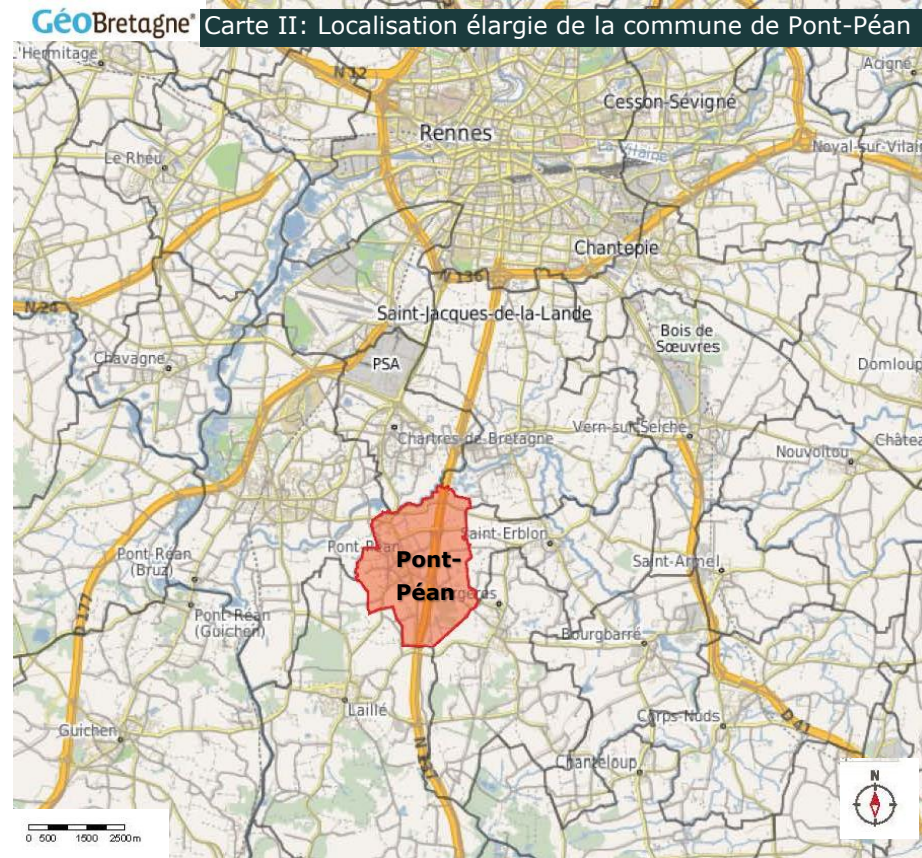 GéoBretagne®
Carte II: Localisation élargie de la commune de Pont-Péan
L'Hermitage
N 12
Acigné
Cesson-Sévigné
Rennes
La Vilaine
Noyal-sur-Vilaine
Le Rheu
Chantepie
N 136
N 24
Saint-Jacques-de-la-Lande
Bois de
Sœuvres
Chavagne
PSA
Domloup
Chartres-de-Bretagne
Vern-sur-Seiche
Nouvoitou
Pont-Péan
Saint-Erblon
Pont-Réan
(Bruz)
Pont-
Péan
Saint-Armel
Pont-Réan
(Guichen)
D 177
Bourgbarré
Laillé
Corps-Nuds
D 41
Guichen
Chanteloup
N
0 500 1500 2500m